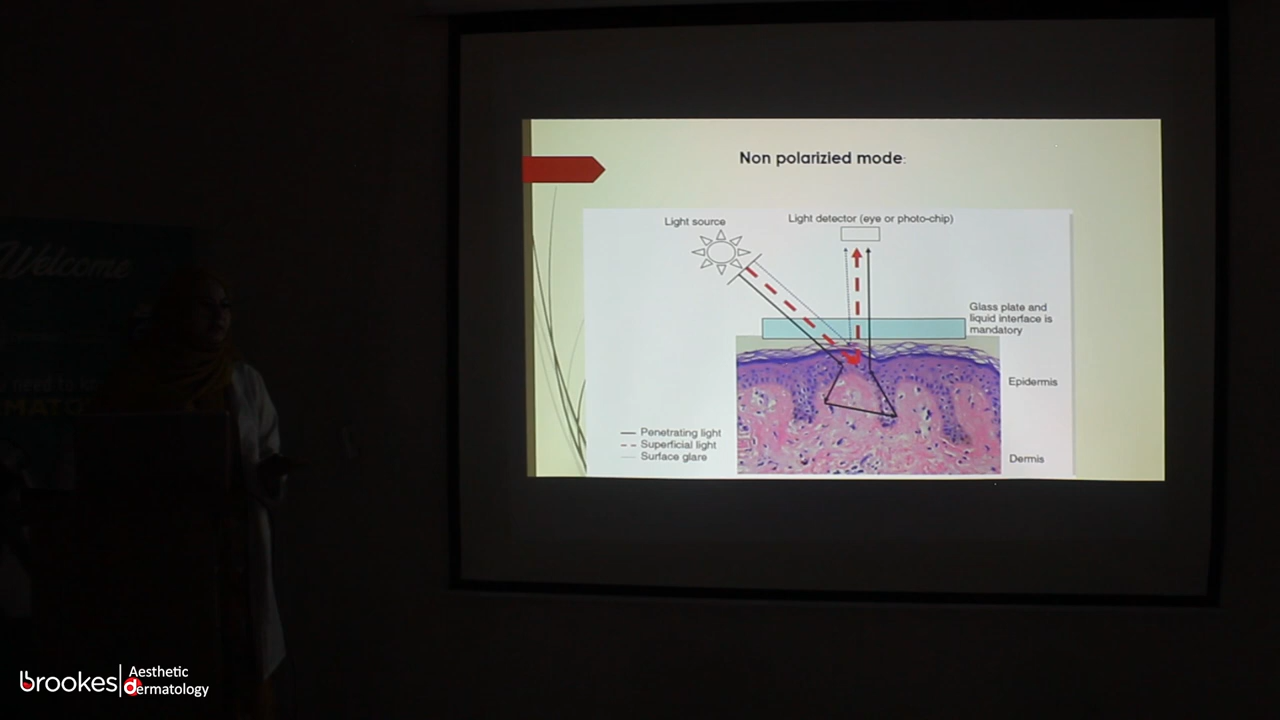 Welcome
Non polarizied mode:
Light source
Light detector (eye or photo-chip)
Glass plate and
liquid interface is
mandatory
Epidermis
Penetrating light
Superficial light
Surface glare
Dermis
brookes
Aesthetic
dermatology